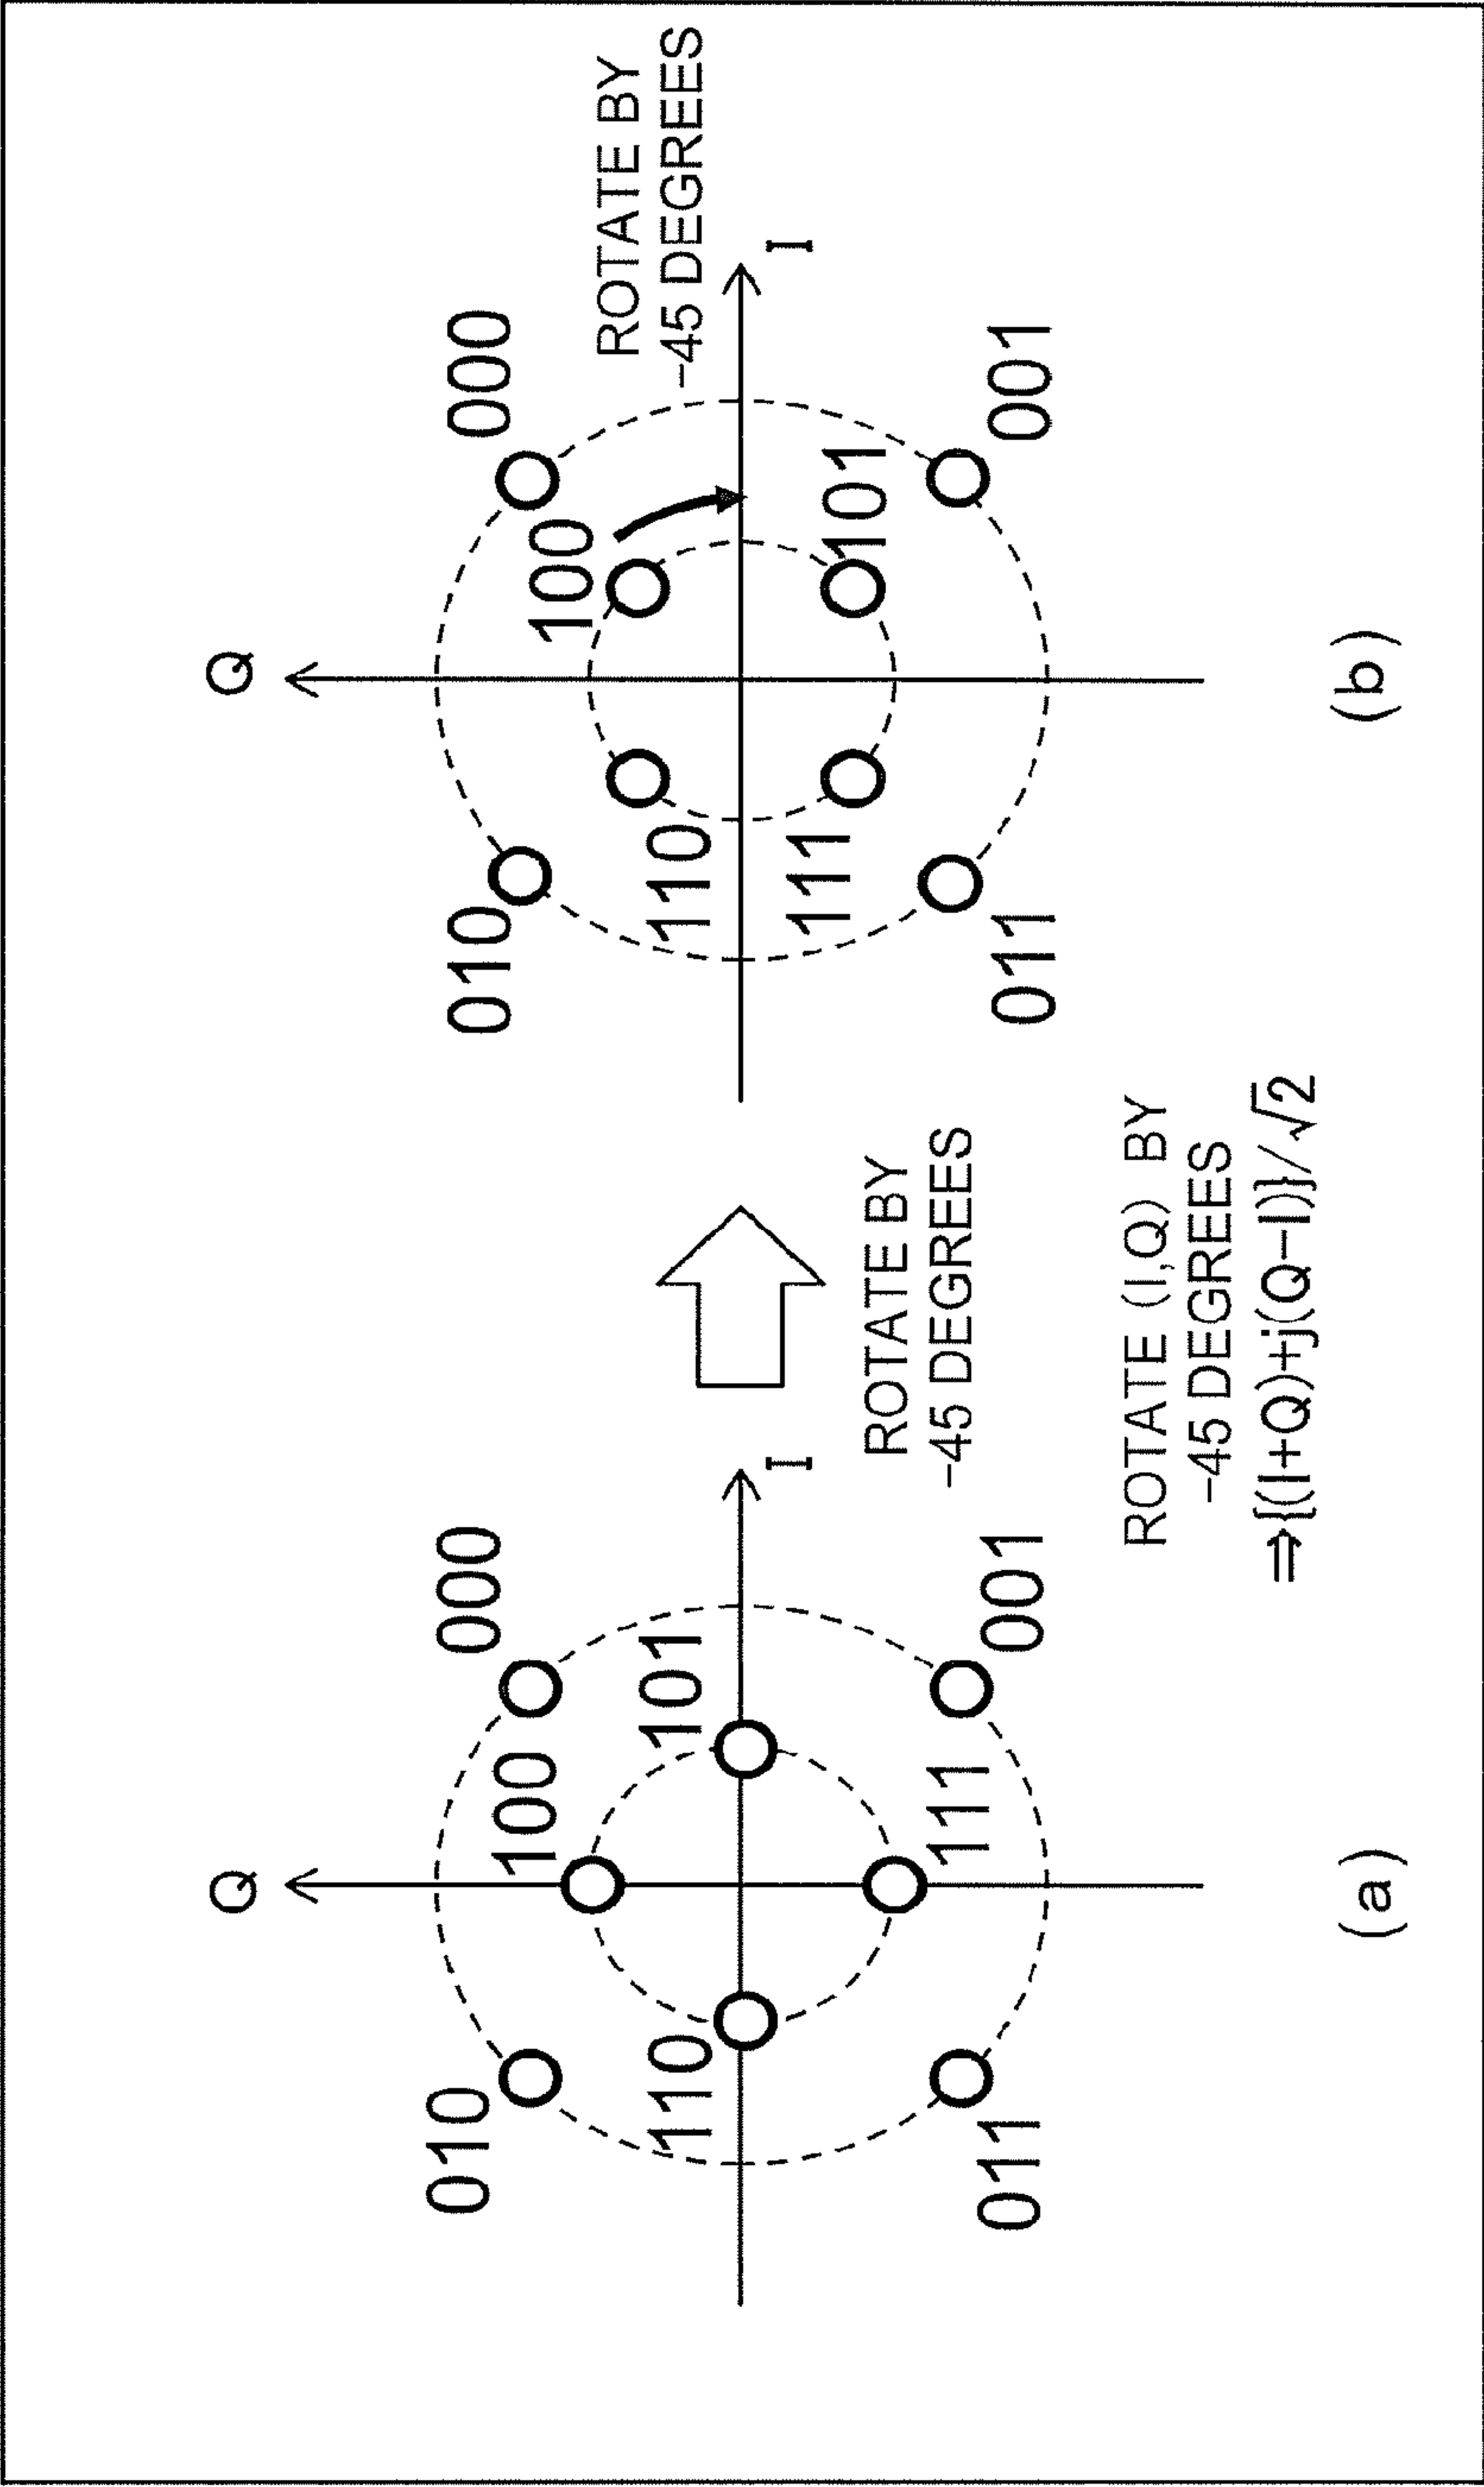 Q
010
000
100
110
101
I
111
011
001
(a)
ROTATE BY
-45 DEGREES
ROTATE (I,Q) BY
-45 DEGREES
⇒{(I+Q)+j(Q-I)}/√2
Q
010
000
ROTATE BY
-45 DEGREES
100
110
I
111
101
011
001
(b)